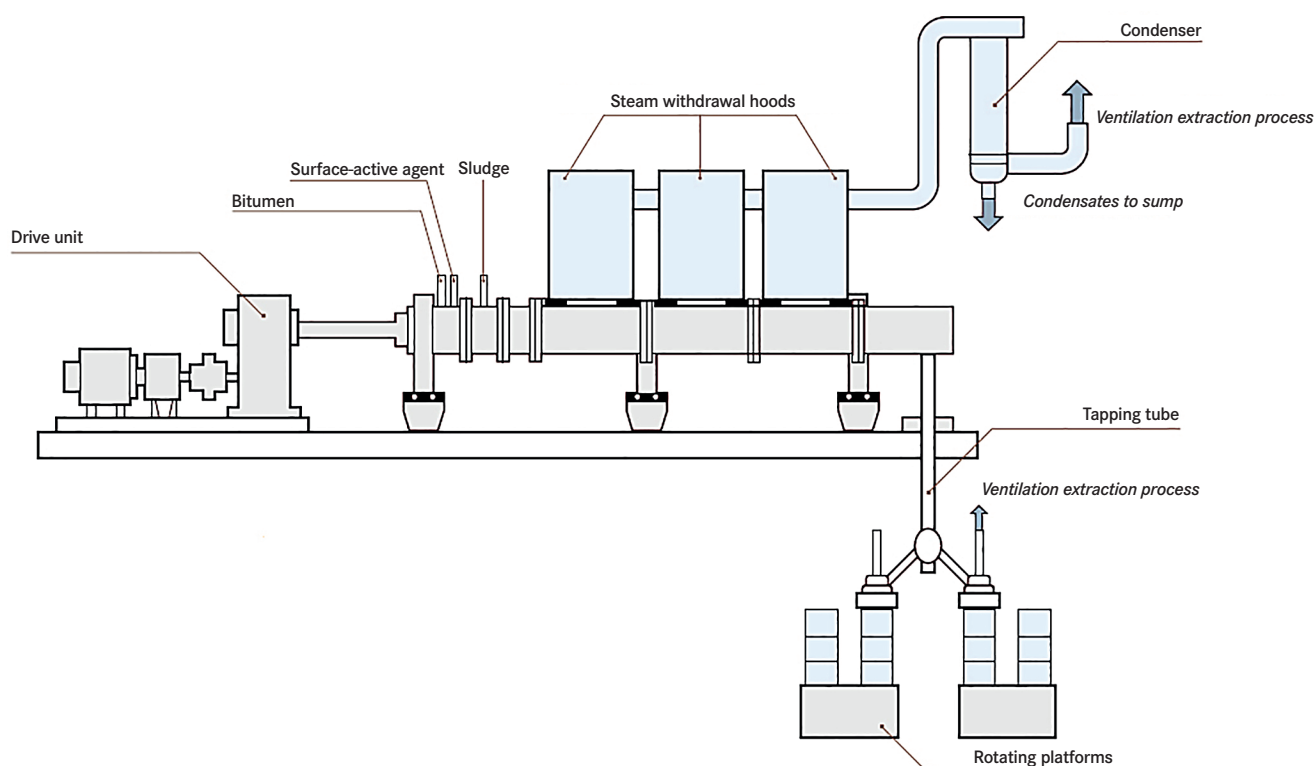 Condenser
Steam withdrawal hoods
Ventilation extraction process
Surface-active agent
Sludge
Bitumen
Condensates to sump
Drive unit
Tapping tube
Ventilation extraction process
Rotating platforms